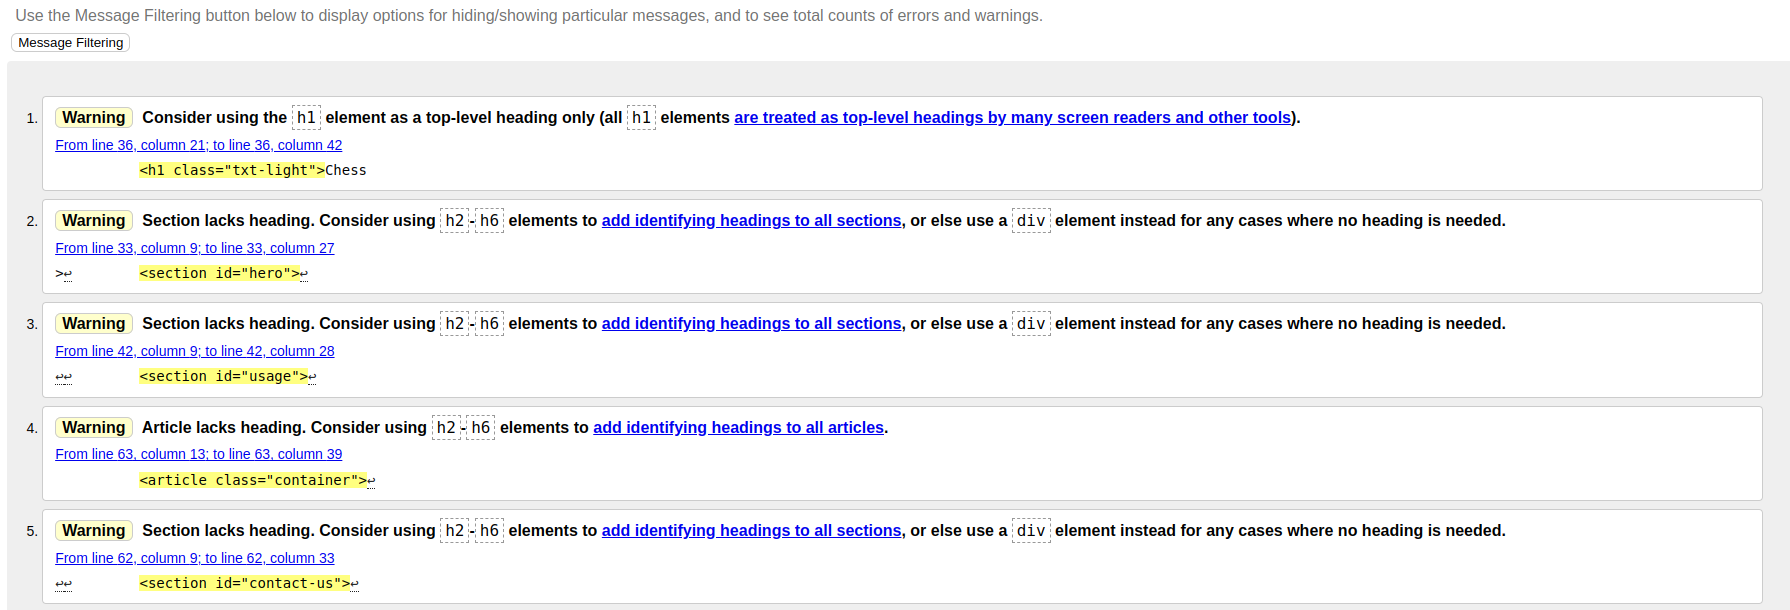 Use the Message Filtering button below to display options for hiding/showing particular messages, and to see total counts of errors and warnings.
Message Filtering
1. Warning Consider using the h1 element as a top-level heading only (all h1 elements are treated as top-level headings by many screen readers and other tools).
From line 36, column 21; to line 36, column 42
<h1 class="txt-light">Chess
2. Warning Section lacks heading. Consider using h2-h6 elements to add identifying headings to all sections, or else use a div element instead for any cases where no heading is needed.
From line 33, column 9; to line 33, column 27
>↩ <section id="hero">↩
3. Warning Section lacks heading. Consider using h2-h6 elements to add identifying headings to all sections, or else use a div element instead for any cases where no heading is needed.
From line 42, column 9; to line 42, column 28
↩↩ <section id="usage">↩
4. Warning Article lacks heading. Consider using h2-h6 elements to add identifying headings to all articles.
From line 63, column 13; to line 63, column 39
<article class="container">↩
5. Warning Section lacks heading. Consider using h2-h6 elements to add identifying headings to all sections, or else use a div element instead for any cases where no heading is needed.
From line 62, column 9; to line 62, column 33
↩↩ <section id="contact-us">↩